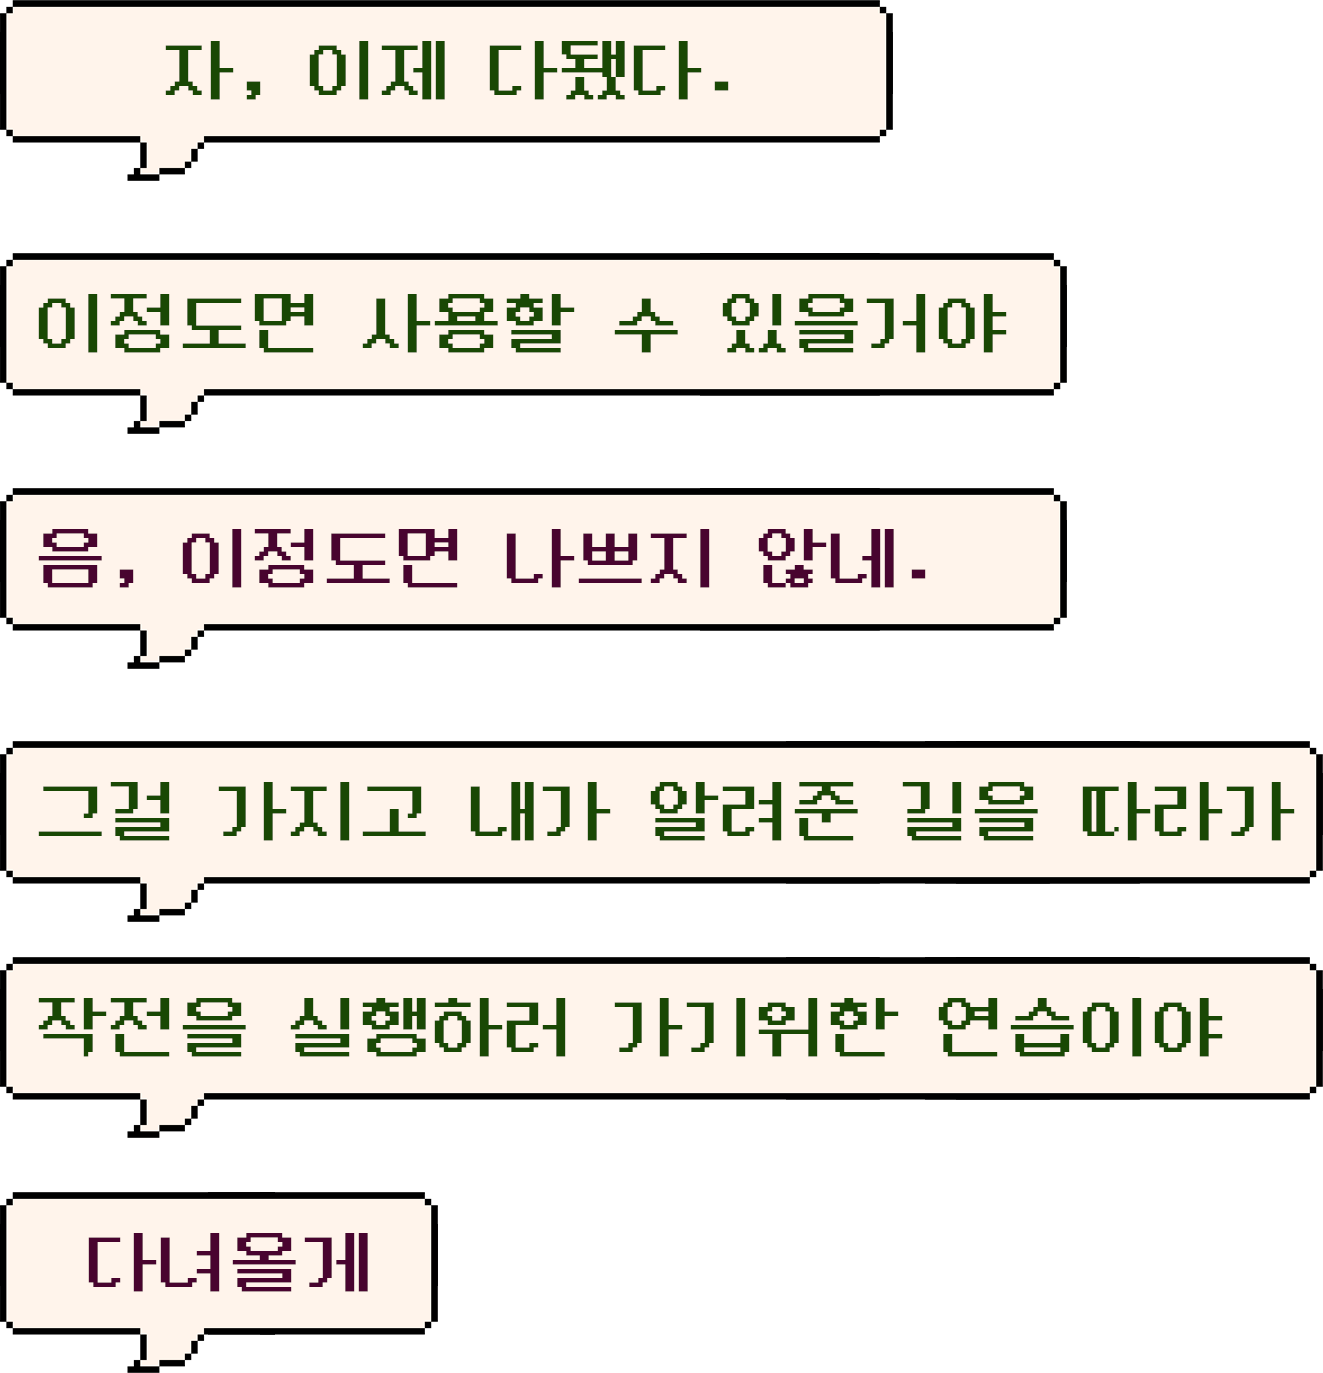 자, 이제 다됐다.
이정도면 사용할 수 있을거야
음, 이정도면 나쁘지 않네.
그걸 가지고 내가 알려준 길을 따라가
작전을 실행하러 가기위한 연습이야
다녀올게